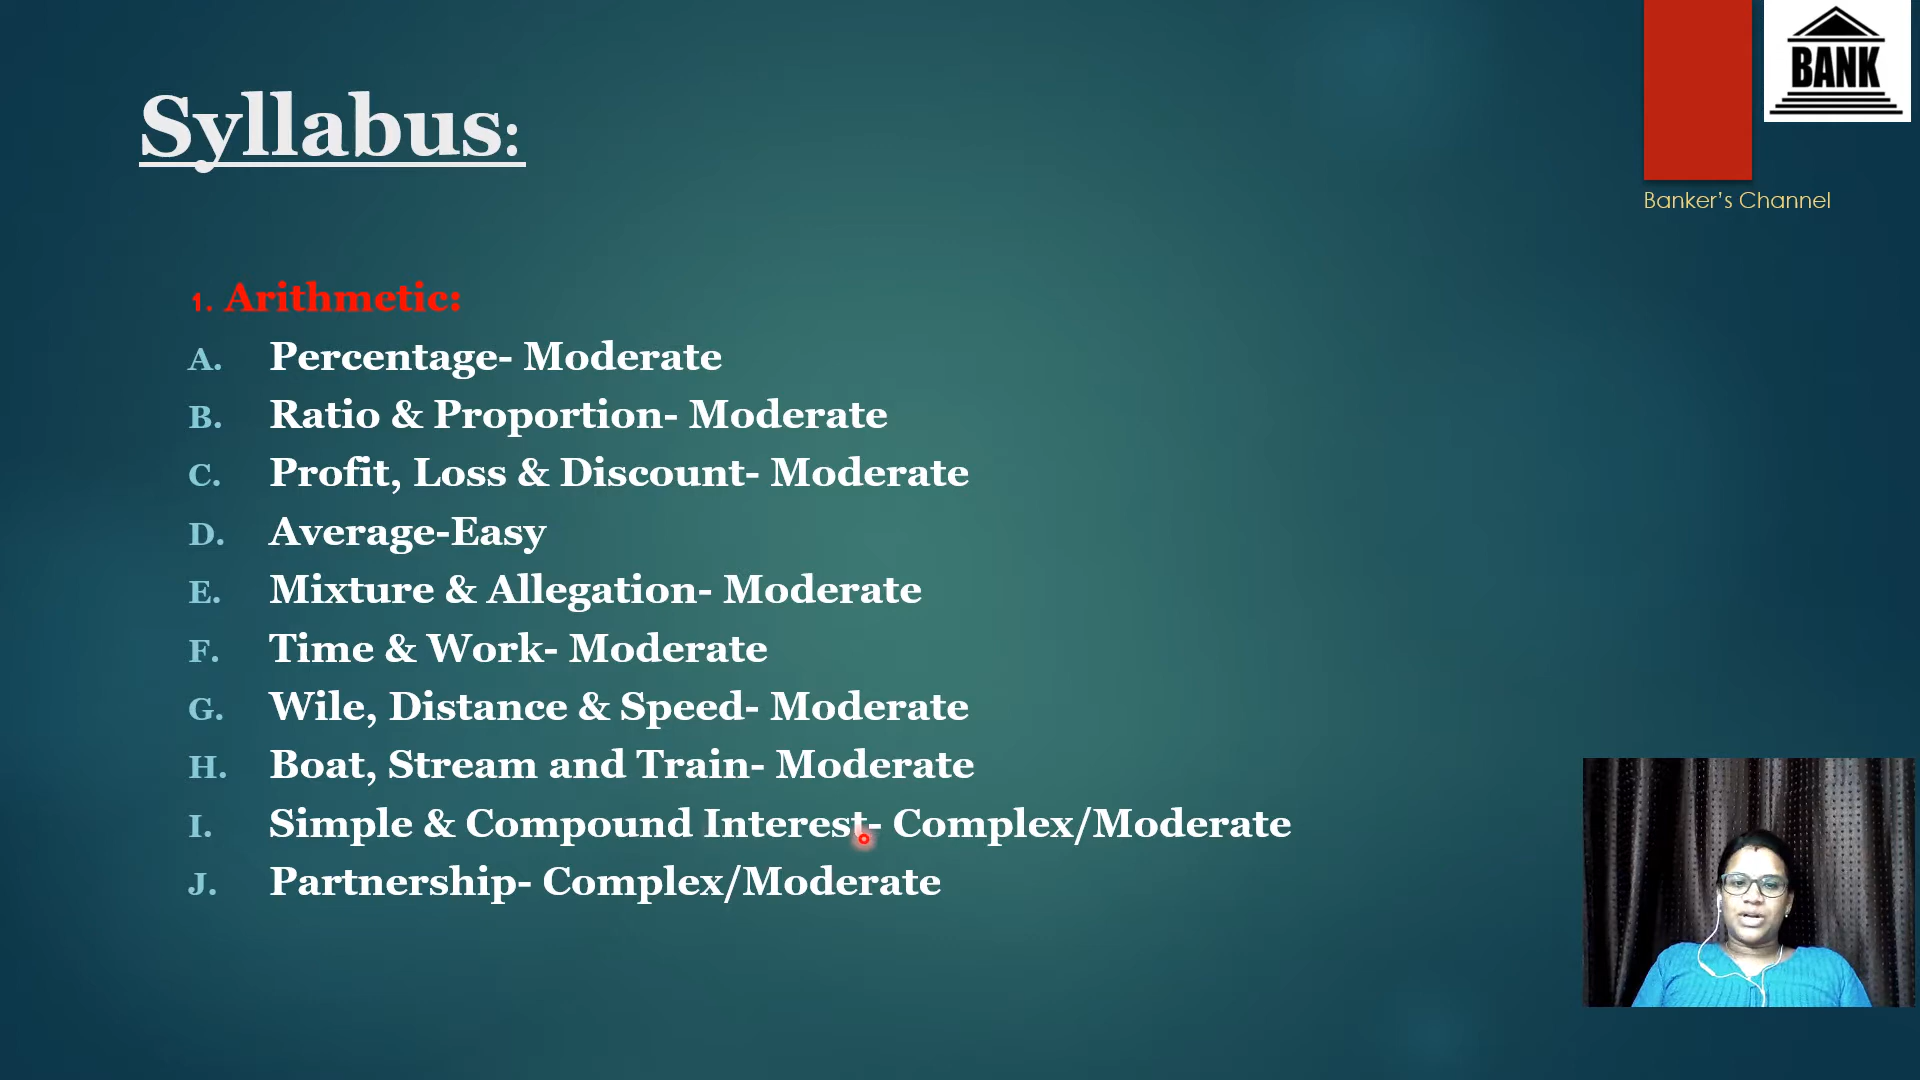 BANK
Syllabus:
Banker's Channel
1. Arithmetic:
A. Percentage- Moderate
B. Ratio & Proportion- Moderate
C. Profit, Loss & Discount- Moderate
D. Average-Easy
E. Mixture & Allegation- Moderate
F. Time & Work- Moderate
G. Wile, Distance & Speed- Moderate
H. Boat, Stream and Train- Moderate
I. Simple & Compound Interest- Complex/Moderate
J. Partnership- Complex/Moderate